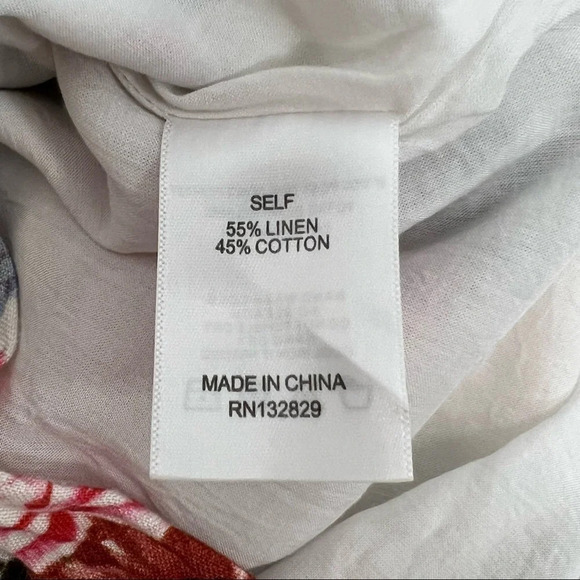 SELF
55% LINEN
45% COTTON
MADE IN CHINA
RN132829